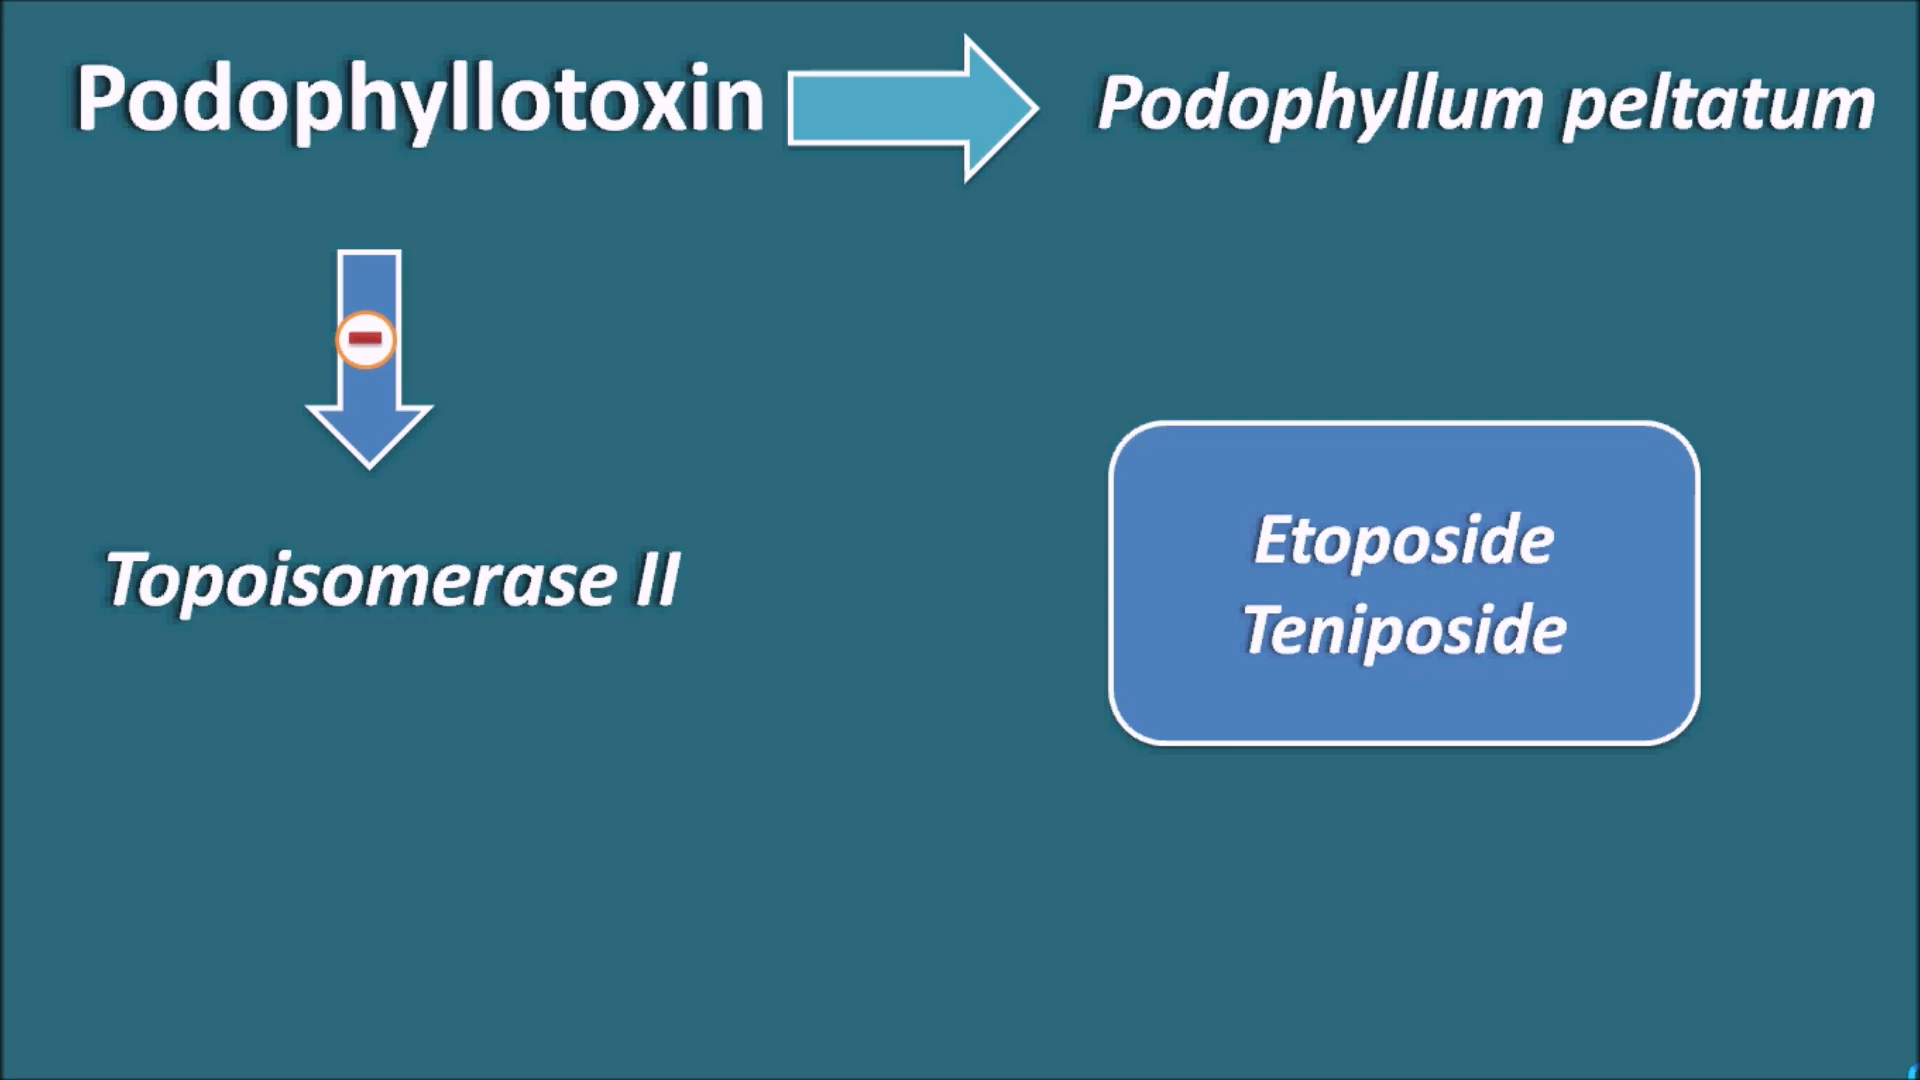 Podophyllotoxin
Podophyllum peltatum
Topoisomerase II
Etoposide
Teniposide